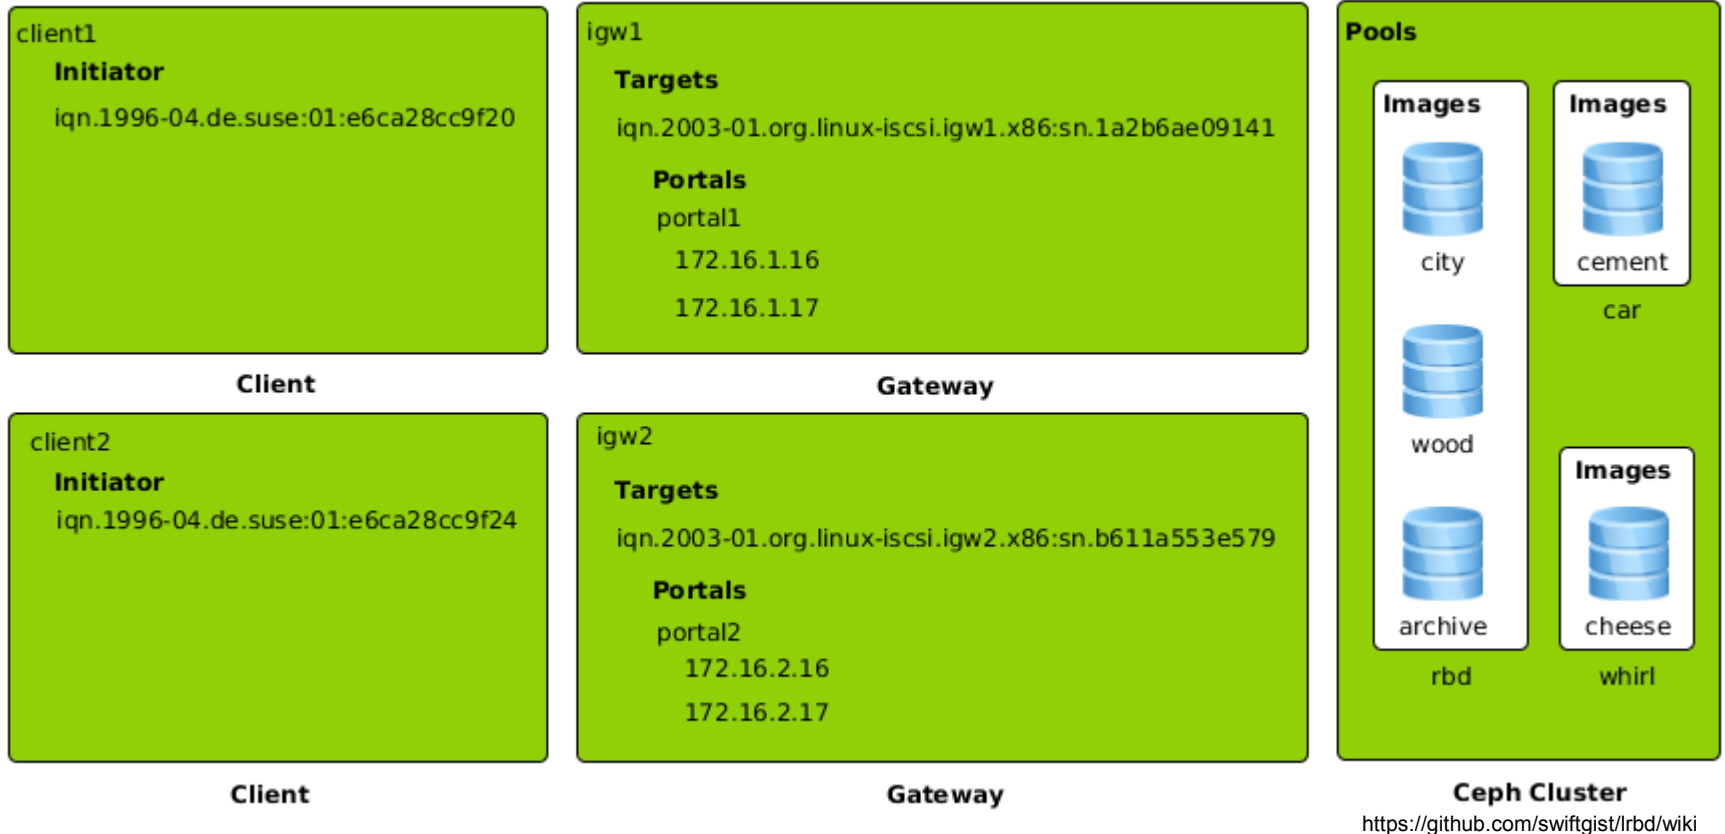 client1
Initiator
iqn.1996-04.de.suse:01:e6ca28cc9f20
Client
client2
Initiator
iqn.1996-04.de.suse:01:e6ca28cc9f24
Client
igw1
Targets
iqn.2003-01.org.linux-iscsi.igw1.x86:sn.1a2b6ae09141
Portals
portal1
172.16.1.16
172.16.1.17
Gateway
igw2
Targets
iqn.2003-01.org.linux-iscsi.igw2.x86:sn.b611a553e579
Portals
portal2
172.16.2.16
172.16.2.17
Gateway
Pools
Images
city
wood
archive
rbd
Images
cement
car
Images
cheese
whirl
Ceph Cluster
https://github.com/swiftgist/lrbd/wiki